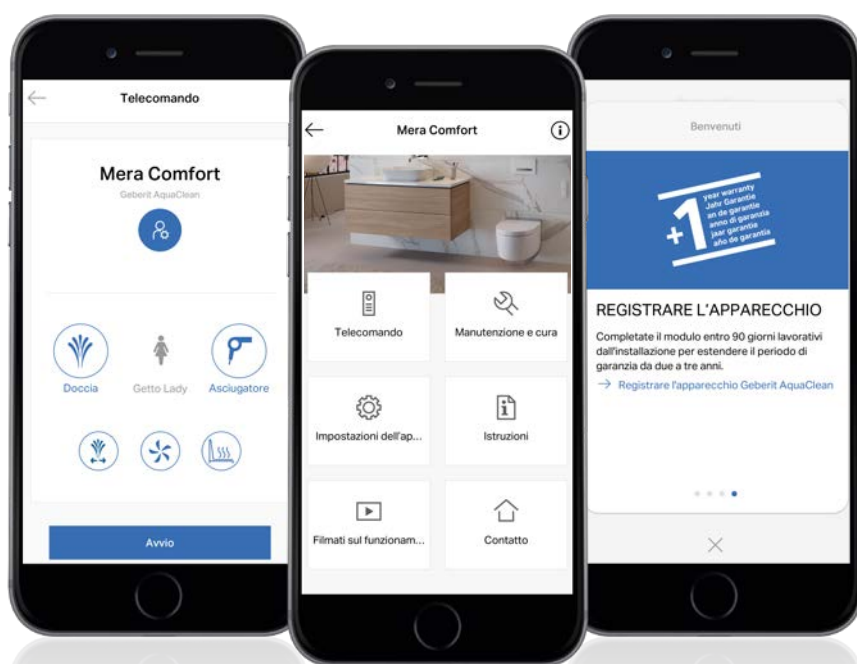 Telecomando
Mera Comfort
Geberit AquaClean
Doccia
Getto Lady
Asciugatore
Avvio
Mera Comfort
Telecomando
Manutenzione e cura
Impostazioni dell'ap...
Istruzioni
Filmati sul funzionam...
Contatto
Benvenuti
+1
year warranty
Jahr Garantie
an de garantie
anno di garanzia
jaar garantie
año de garantía
REGISTRARE L'APPARECCHIO
Completate il modulo entro 90 giorni lavorativi
dall'installazione per estendere il periodo di
garanzia da due a tre anni.
→ Registrare l'apparecchio Geberit AquaClean